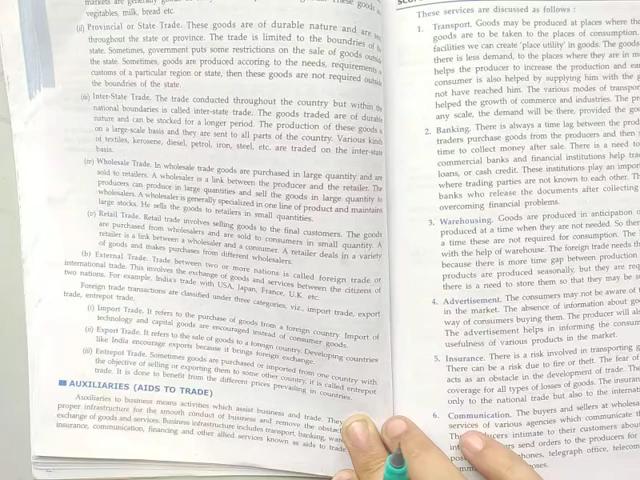 markets are generally
vegetables, milk, bread etc.
(ii) Provincial or State Trade. These goods are of durable nature and are
throughout the state or province. The trade is limited to the boundries of
state. Sometimes, government puts some restrictions on the sale of goods outside
the state. Sometimes, goods are produced according to the needs, requirements
customs of a particular region or state, then these goods are not required outside
the boundries of the state.
(iii) Inter-State Trade. The trade conducted throughout the country but within
national boundaries is called inter-state trade. The goods traded are of durable
nature and can be stocked for a longer period. The production of these goods
on a large-scale basis and they are sent to all parts of the country. Various kinds
of textiles, kerosene, diesel, petrol, iron, steel, etc. are traded on the inter-state
basis.
(iv) Wholesale Trade. In wholesale trade goods are purchased in large quantity and are
sold to retailers. A wholesaler is a link between the producer and the retailer. The
producers can produce in large quantities and sell the goods in large quantity to
wholesalers. A wholesaler is generally specialized in one line of product and maintains
large stocks. He sells the goods to retailers in small quantities.
(v) Retail Trade. Retail trade involves selling goods to the final customers. The goods
are purchased from wholesalers and are sold to consumers in small quantity. A
retailer is a link between a wholesaler and a consumer. A retailer deals in a variety
of goods and makes purchases from different wholesalers.
(b) External Trade. Trade between two or more nations is called foreign trade or
international trade. This involves the exchange of goods and services between the citizens of
two nations. For example, India's trade with USA, Japan, France, U.K. etc.
Foreign trade transactions are classified under three categories, viz., import trade, export
trade, entrepot trade.
(i) Import Trade. It refers to the purchase of goods from a foreign country. Import of
technology and capital goods are encouraged instead of consumer goods.
(ii) Export Trade. It refers to the sale of goods to a foreign country. Developing countries
like India encourage exports because it brings foreign exchange.
(iii) Entrepot Trade. Sometimes goods are purchased or imported from one country with
the objective of selling or exporting them to some other country, it is called entrepot
trade. It is done to benefit from the different prices prevailing in countries.
AUXILIARIES (AIDS TO TRADE)
Auxiliaries to business means activities which assist business and trade. They
proper infrastructure for the smooth conduct of business and remove the
exchange of goods and services. Business infrastructure includes transport, banking,
insurance, communication, financing and other allied services known as aids to trade
These services are discussed as follows :
1. Transport. Goods may be produced at places where
goods are to be taken to the places of consumption.
facilities we can create 'place utility' in goods. The goods
there is less demand, to the places where they are in
helps the producer to increase the production and
consumer is also helped by supplying him with the
not have reached him. The various modes of
helped the growth of commerce and industries. The
any scale, the demand will be there, provided the
2. Banking. There is always a time lag between the
traders purchase goods from the producers and then
time to collect money after sale. There is need to
commercial banks and financial institutions help
loans, or cash credit. These institutions play an
where trading parties are not known to each other.
banks who release the documents after collecting
overcoming financial problems.
3. Warehousing. Goods are produced in anticipation
produced at a time when they are not needed. So
a time these are not required for consumption. The
with the help of warehouse. The foreign trade needs
because there is more time gap between production
products are produced seasonally, but they are
there is a need to store them so that they may be
4. Advertisement. The consumers may not be aware of
in the market. The absence of information about
way of consumers buying them. The producer will
The advertisement helps in informing the
usefulness of various products in the market.
5. Insurance. There is a risk involved in transporting
There can be a risk due to fire or theft. The fear of
acts as an obstacle in the development of trade. The
coverage for all types of losses of goods. The
only to the national trade but also to the
6. Communication. The buyers and sellers at
services of various agencies which communicate
intimate to their customers about
send orders to the producers for
telegraph office,